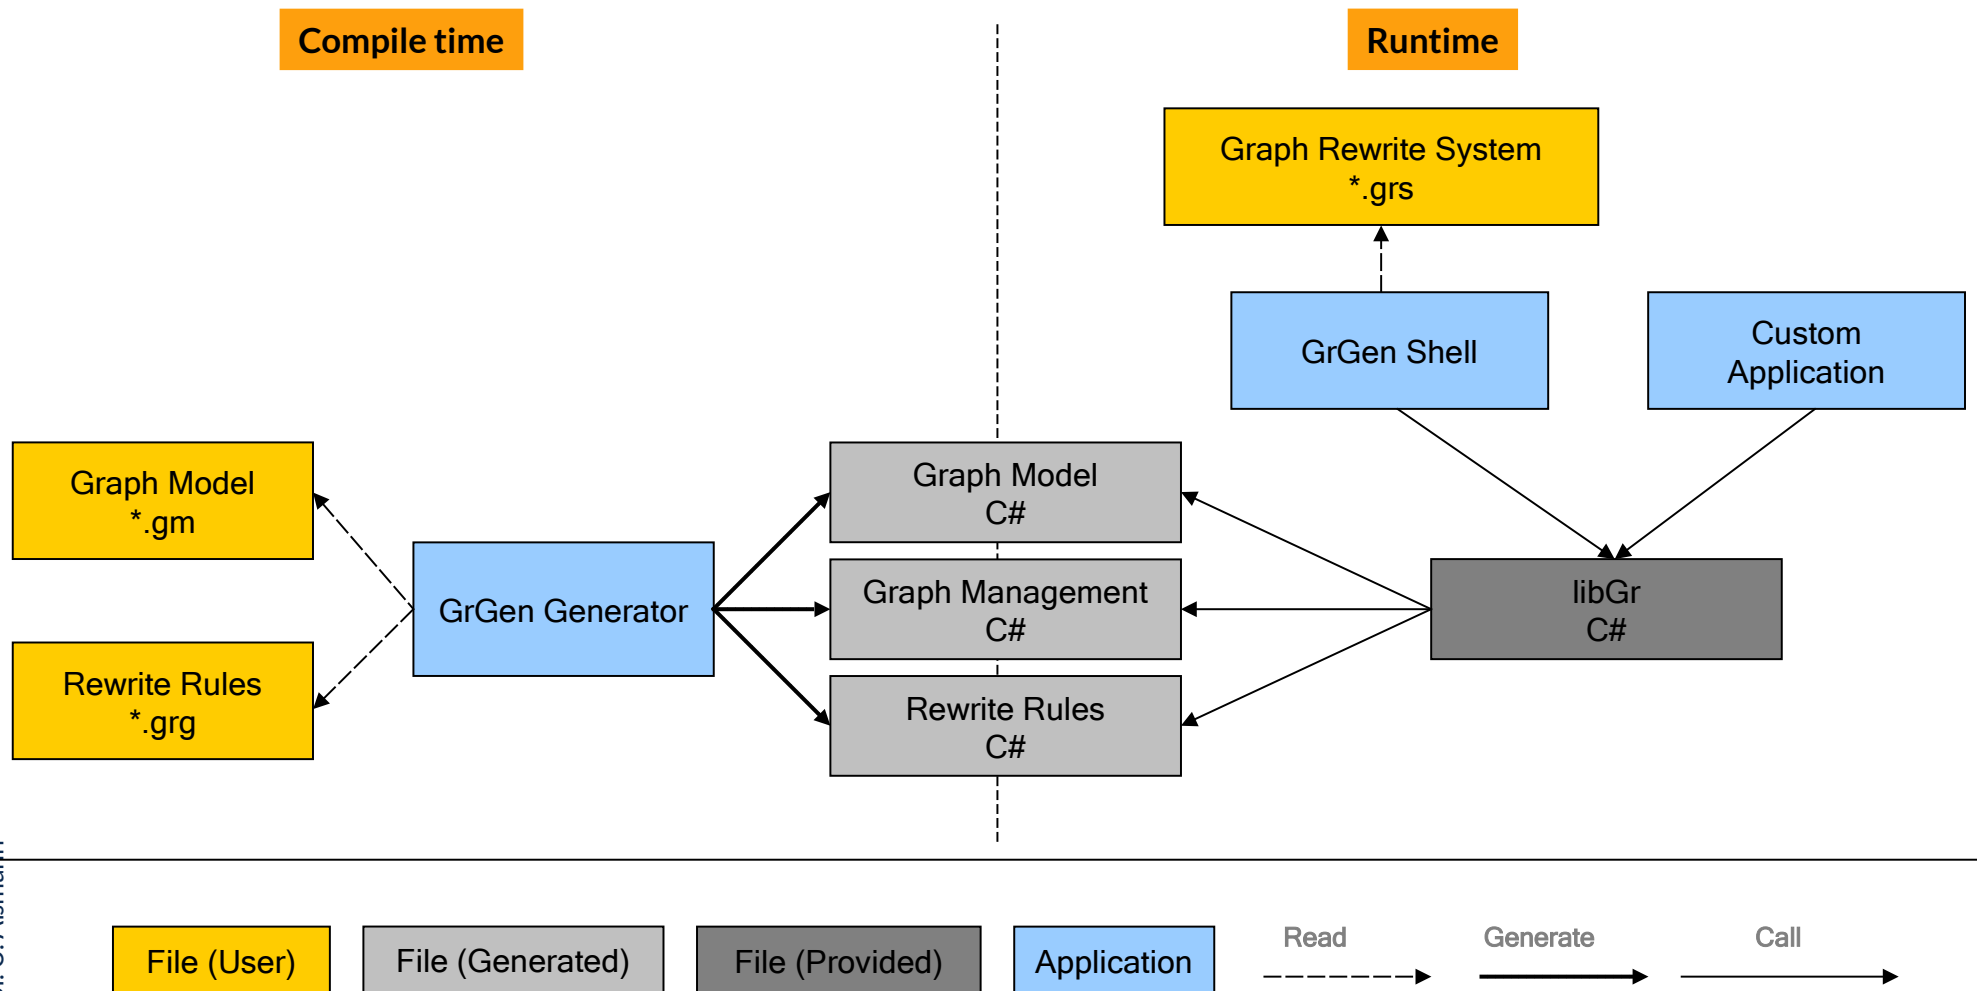 Compile time
Runtime
Graph Rewrite System
*.grs
GrGen Shell
Custom
Application
Graph Model
*.gm
Graph Model
C#
GrGen Generator
Graph Management
C#
libGr
C#
Rewrite Rules
*.grg
Rewrite Rules
C#
File (User)
File (Generated)
File (Provided)
Application
Read
Generate
Call